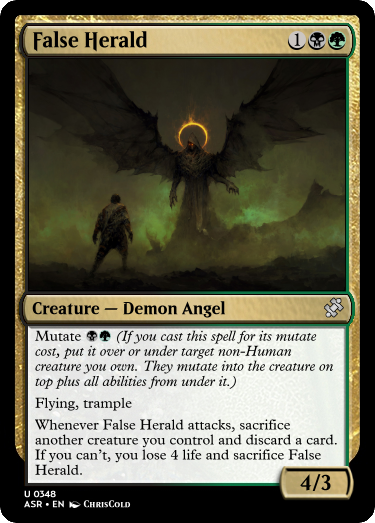 False Herald
1
Creature — Demon Angel
Mutate (If you cast this spell for its mutate
cost, put it over or under target non-Human
creature you own. They mutate into the creature on
top plus all abilities from under it.)
Flying, trample
Whenever False Herald attacks, sacrifice
another creature you control and discard a card.
If you can't, you lose 4 life and sacrifice False
Herald.
4/3
U 0348
ASR • EN ChrisCold